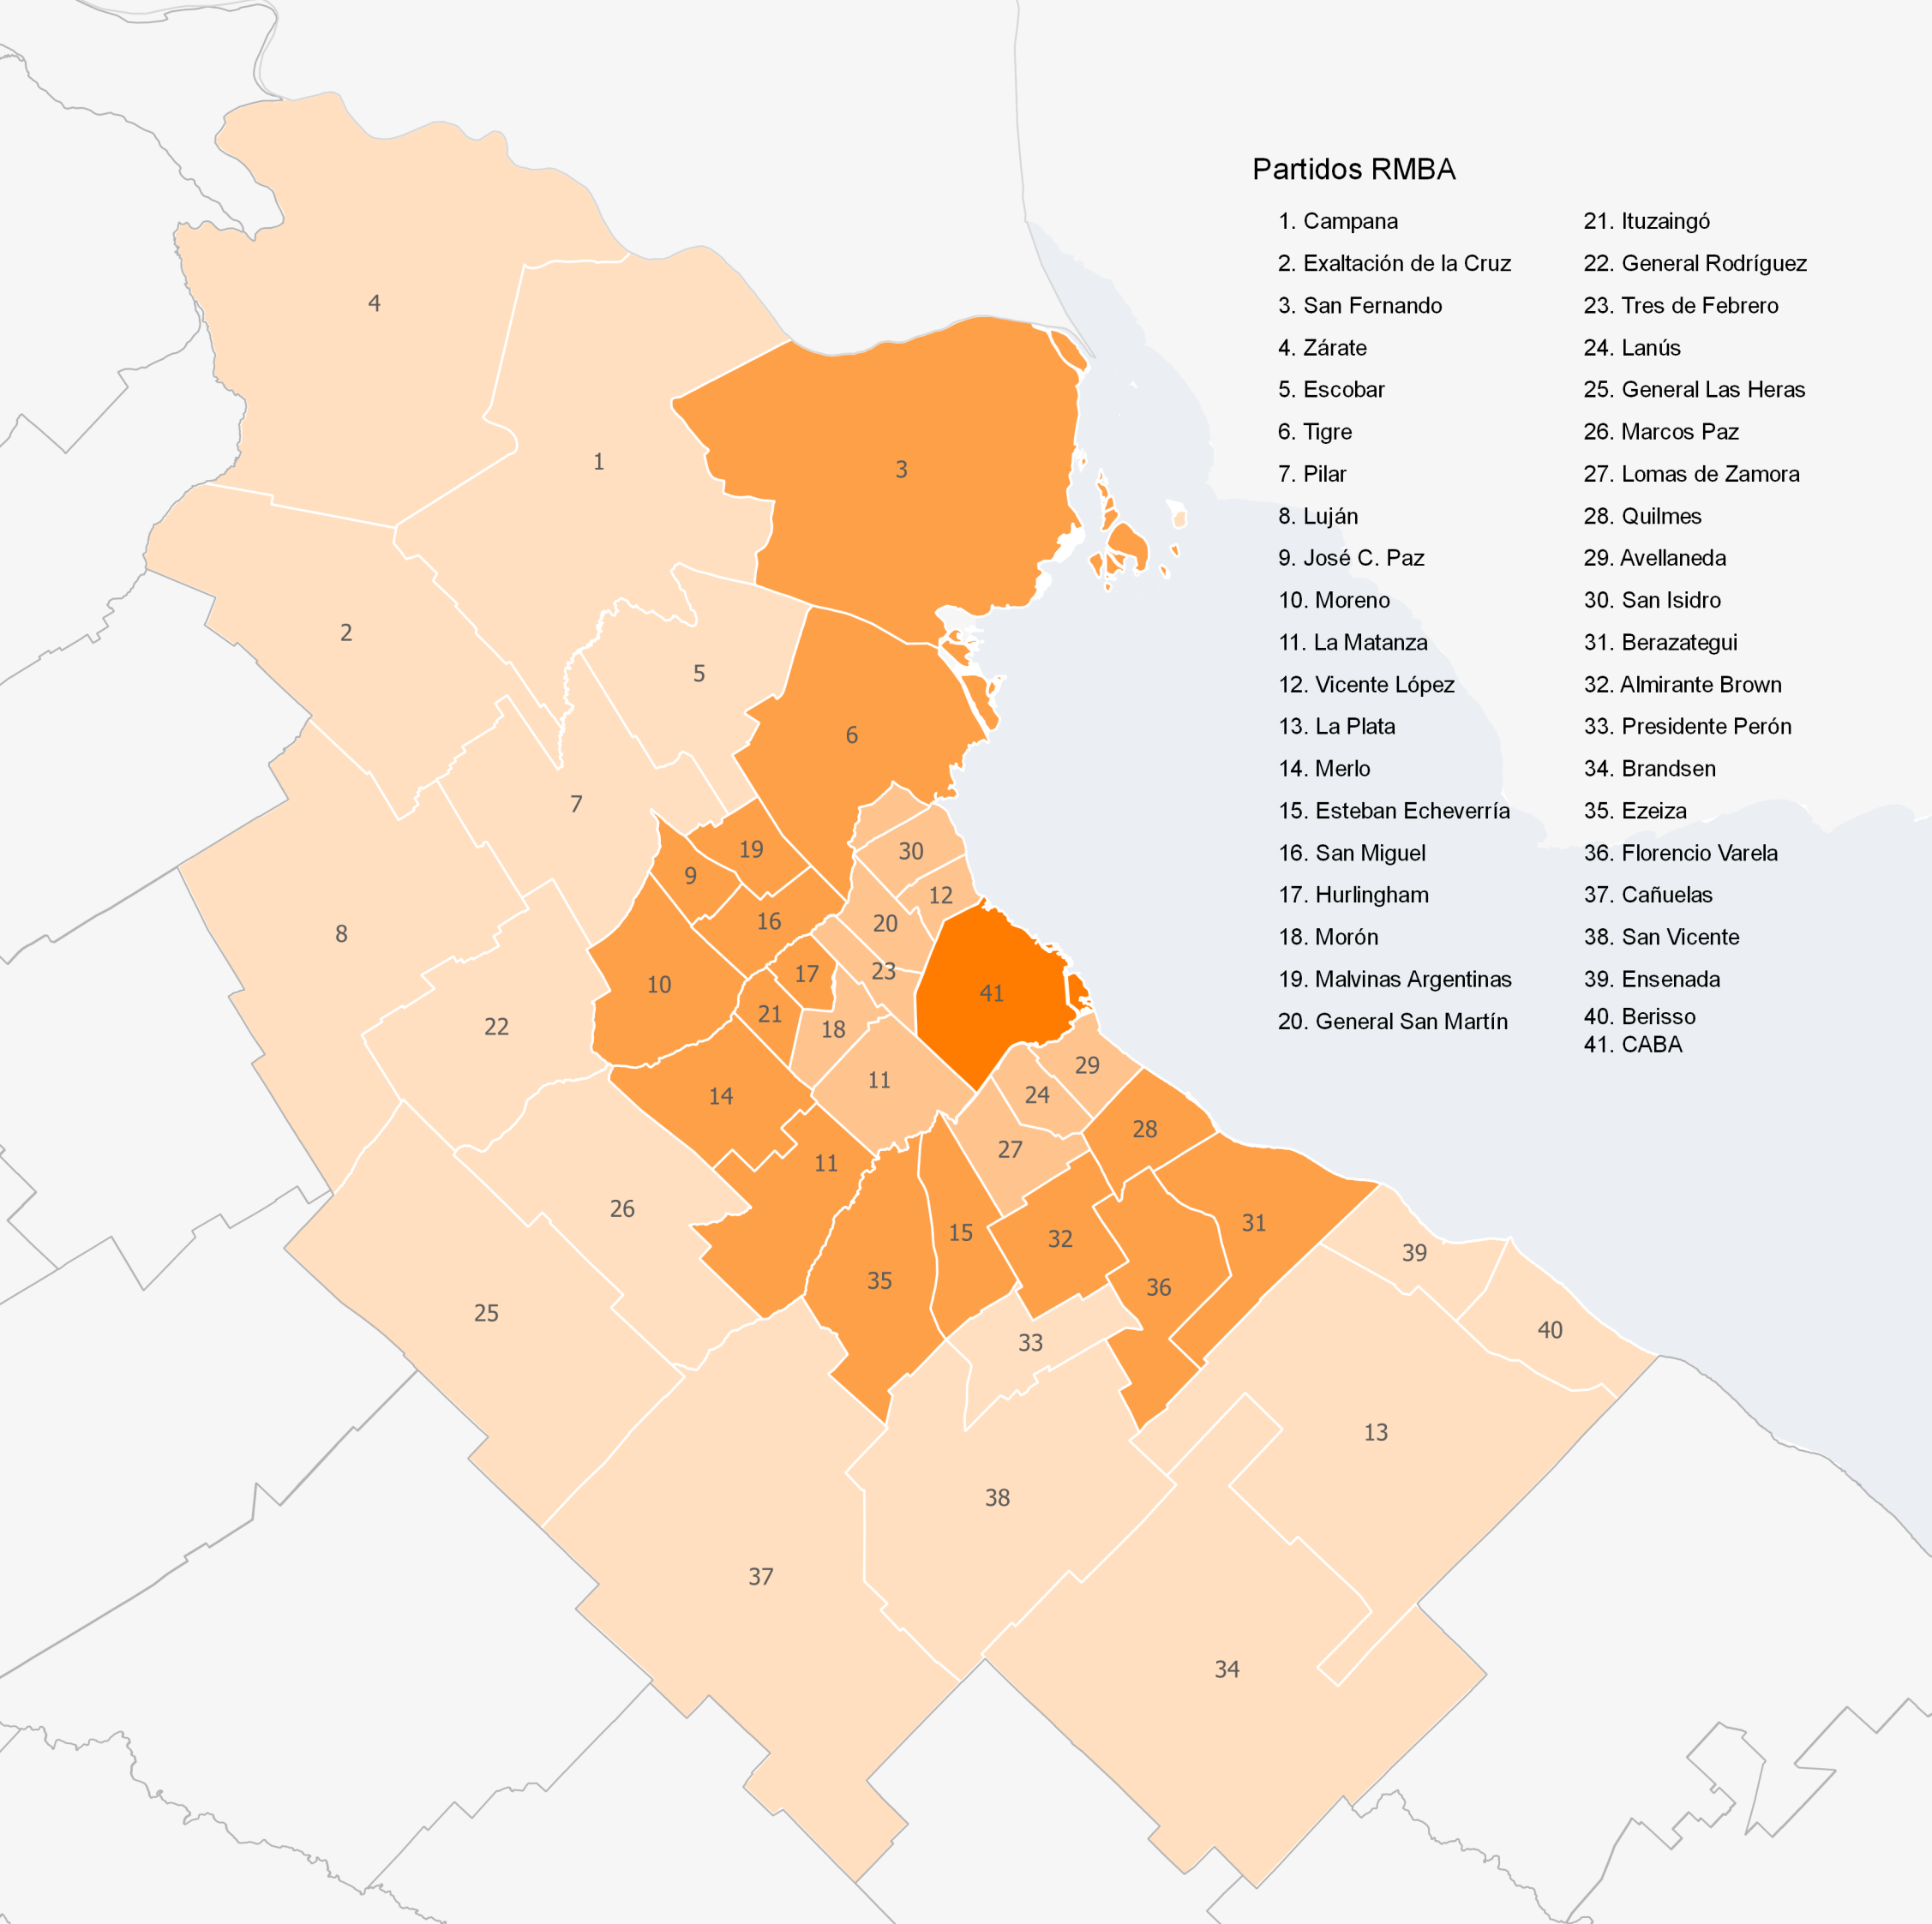 Partidos RMBA
1. Campana
2. Exaltación de la Cruz
3. San Fernando
4. Zárate
5. Escobar
6. Tigre
7. Pilar
8. Luján
9. José C. Paz
10. Moreno
11. La Matanza
12. Vicente López
13. La Plata
14. Merlo
15. Esteban Echeverría
16. San Miguel
17. Hurlingham
18. Morón
19. Malvinas Argentinas
20. General San Martín
21. Ituzaingó
22. General Rodríguez
23. Tres de Febrero
24. Lanús
25. General Las Heras
26. Marcos Paz
27. Lomas de Zamora
28. Quilmes
29. Avellaneda
30. San Isidro
31. Berazategui
32. Almirante Brown
33. Presidente Perón
34. Brandsen
35. Ezeiza
36. Florencio Varela
37. Cañuelas
38. San Vicente
39. Ensenada
40. Berisso
41. CABA
4
1
3
2
5
6
7
19
30
9
12
16
20
8
23
17
10
41
21
22
18
29
11
24
14
28
27
11
26
31
15
32
39
35
36
25
40
33
13
38
37
34